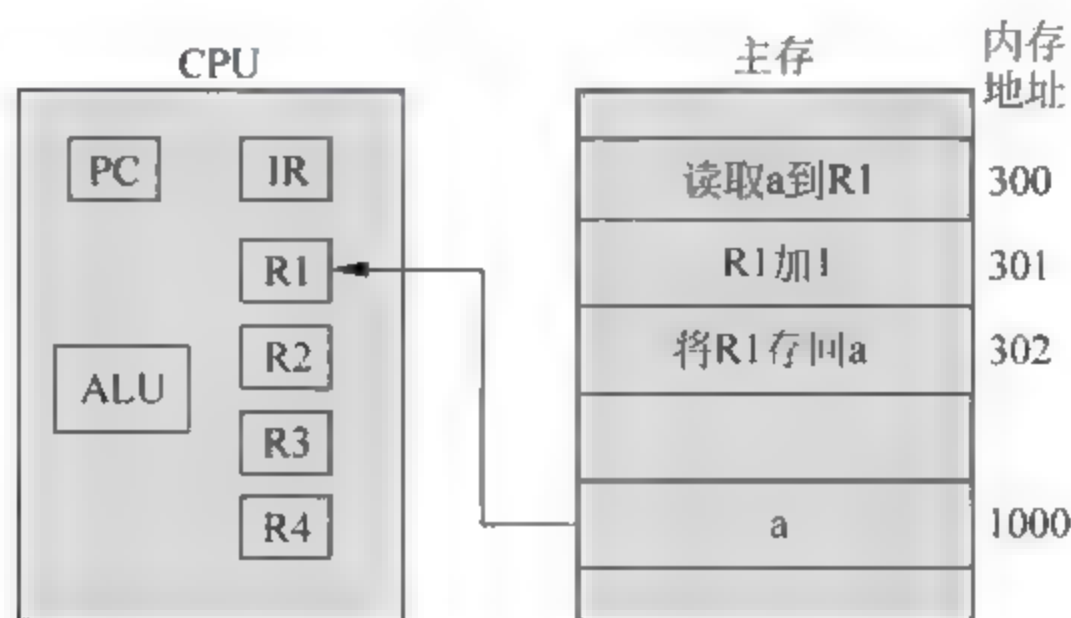 CPU
主存
内存
地址
PC
IR
读取a到R1
300
R1
R1加1
301
R2
将R1存回a
302
ALU
R3
R4
a
1000